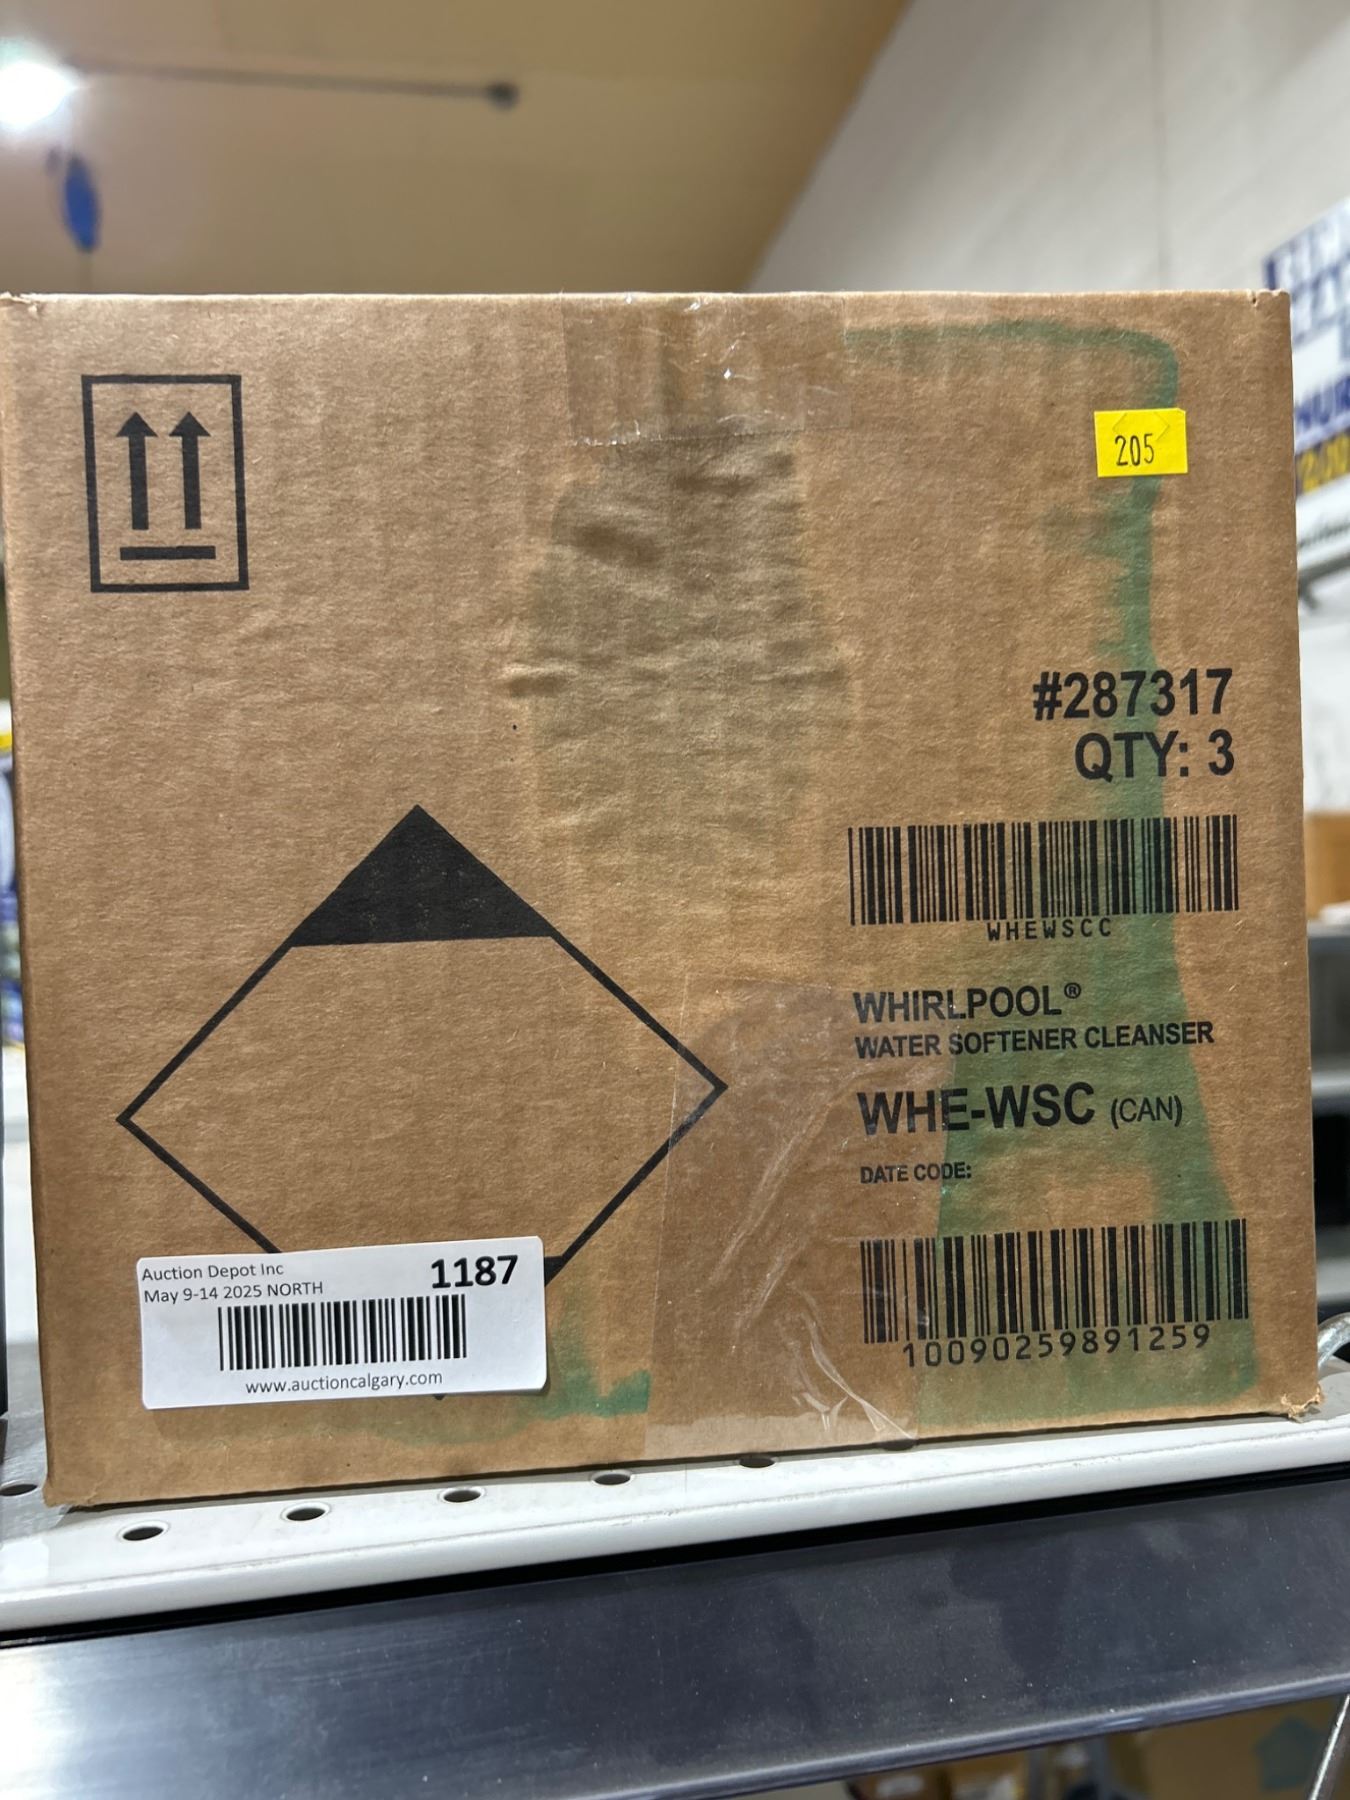 205
#287317
QTY: 3
WHEWSCC
WHIRLPOOL®
WATER SOFTENER CLEANSER
WHE-WSC (CAN)
DATE CODE:
10090259891259
Auction Depot Inc
1187
May 9-14 2025 NORTH
www.auctioncalgary.com